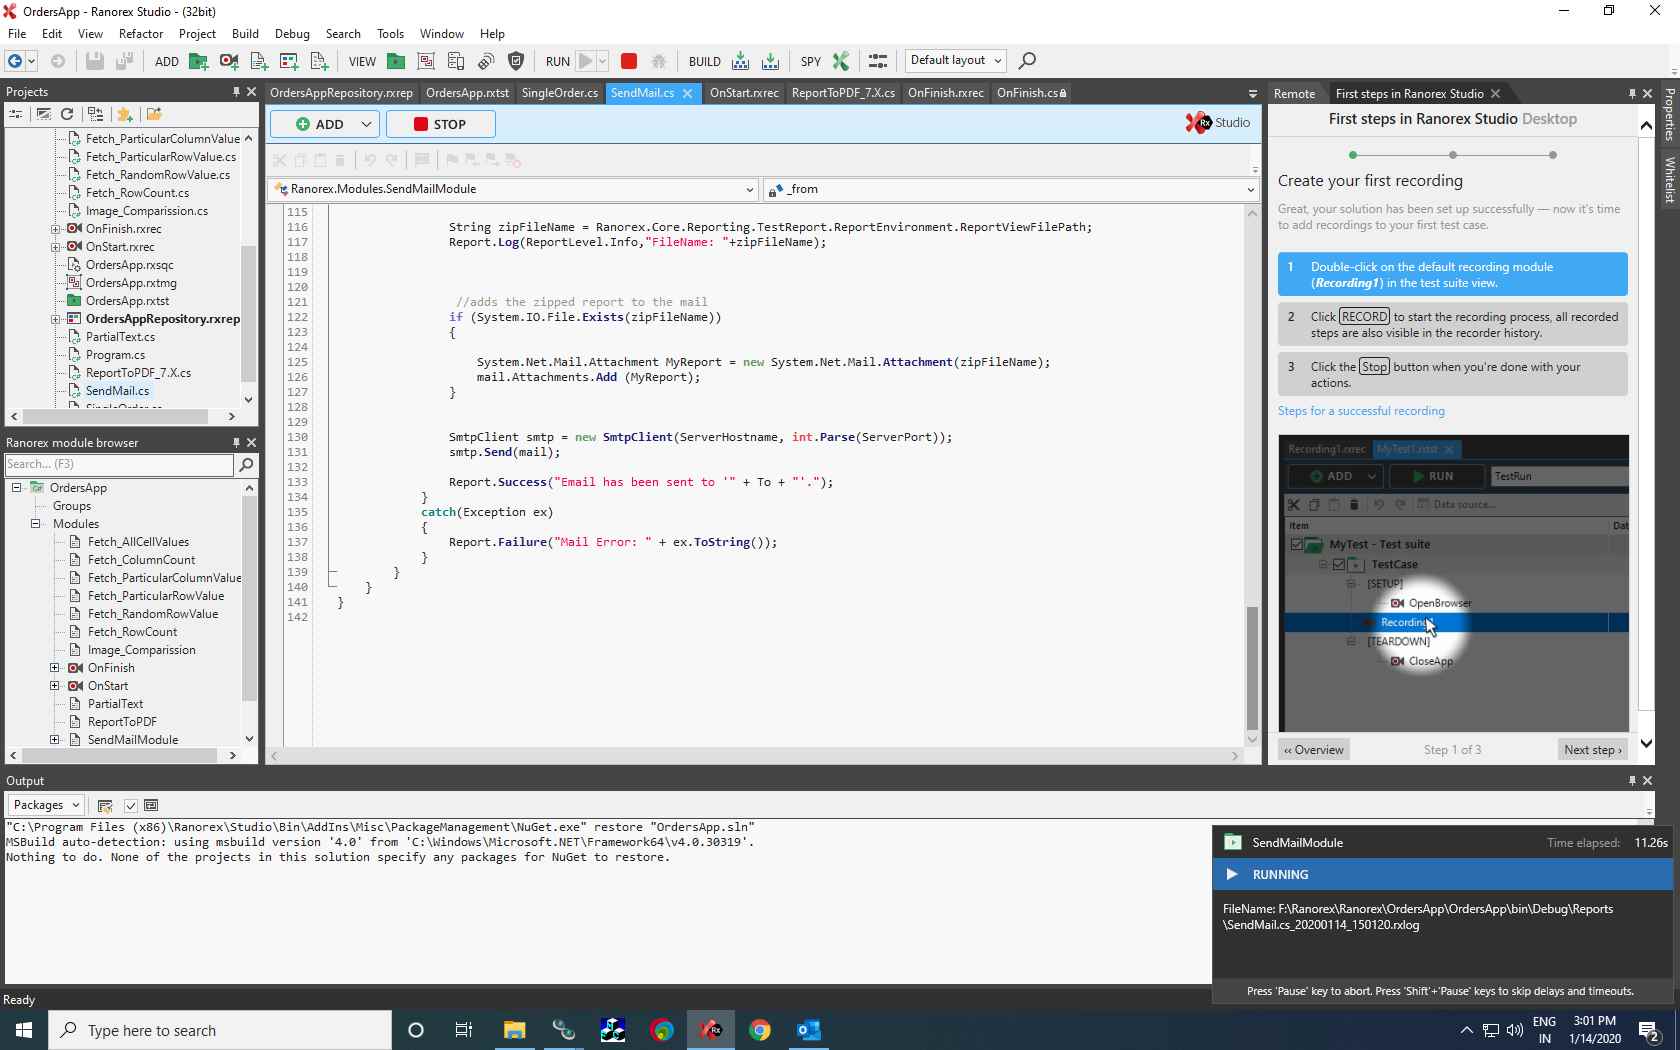 OrdersApp - Ranorex Studio - (32bit)
File Edit View Refactor Project Build Debug Search Tools Window Help
ADD VIEW RUN BUILD SPY Default layout
Projects
Fetch_ParticularColumnValue
Fetch_ParticularRowValue.cs
Fetch_RandomRowValue.cs
Fetch_RowCount.cs
Image_Comparission.cs
OnFinish.rxrec
OnStart.rxrec
OrdersApp.rxsqc
OrdersApp.rxtmg
OrdersApp.rxtst
OrdersAppRepository.rxrep
PartialText.cs
Program.cs
ReportToPDF_7.X.cs
SendMail.cs
SingleOrder.cs
Ranorex module browser
Search... (F3)
OrdersApp
Groups
Modules
Fetch_AllCellValues
Fetch_ColumnCount
Fetch_ParticularColumnValue
Fetch_ParticularRowValue
Fetch_RandomRowValue
Fetch_RowCount
Image_Comparission
OnFinish
OnStart
PartialText
ReportToPDF
SendMailModule
OrdersAppRepository.rxrep OrdersApp.rxtst SingleOrder.cs SendMail.cs OnStart.rxrec ReportToPDF_7.X.cs OnFinish.rxrec OnFinish.cs
ADD STOP Rx Studio
Ranorex.Modules.SendMailModule _from
115
116 String zipFileName = Ranorex.Core.Reporting.TestReport.ReportEnvironment.ReportViewFilePath;
117 Report.Log(ReportLevel.Info,"FileName: "+zipFileName);
118
119
120
121 //adds the zipped report to the mail
122 if (System.IO.File.Exists(zipFileName))
123 {
124
125 System.Net.Mail.Attachment MyReport = new System.Net.Mail.Attachment(zipFileName);
126 mail.Attachments.Add (MyReport);
127 }
128
129
130 SmtpClient smtp = new SmtpClient(ServerHostname, int.Parse(ServerPort));
131 smtp.Send(mail);
132
133 Report.Success("Email has been sent to '" + To + "'.");
134 }
135 catch(Exception ex)
136 {
137 Report.Failure("Mail Error: " + ex.ToString());
138 }
139 }
140 }
141 }
142
Remote First steps in Ranorex Studio
First steps in Ranorex Studio Desktop
Create your first recording
Great, your solution has been set up successfully — now it's time
to add recordings to your first test case.
1 Double-click on the default recording module
(Recording1) in the test suite view.
2 Click RECORD to start the recording process, all recorded
steps are also visible in the recorder history.
3 Click the Stop button when you're done with your
actions.
Steps for a successful recording
Recording1.rxrec MyTest1.rxtst
ADD RUN TestRun
Data source...
Item Dat
MyTest - Test suite
TestCase
[SETUP]
OpenBrowser
Recording
[TEARDOWN]
CloseApp
‹‹ Overview Step 1 of 3 Next step ›
Properties
Whitelist
Output
Packages
"C:\Program Files (x86)\Ranorex\Studio\Bin\AddIns\Misc\PackageManagement\NuGet.exe" restore "OrdersApp.sln"
MSBuild auto-detection: using msbuild version '4.0' from 'C:\Windows\Microsoft.NET\Framework64\v4.0.30319'.
Nothing to do. None of the projects in this solution specify any packages for NuGet to restore.
SendMailModule Time elapsed: 11.26s
RUNNING
FileName: F:\Ranorex\Ranorex\OrdersApp\OrdersApp\bin\Debug\Reports
\SendMail.cs_20200114_150120.rxlog
Press 'Pause' key to abort. Press 'Shift'+'Pause' keys to skip delays and timeouts.
Ready
Type here to search
Rx
ENG
IN
3:01 PM
1/14/2020
2